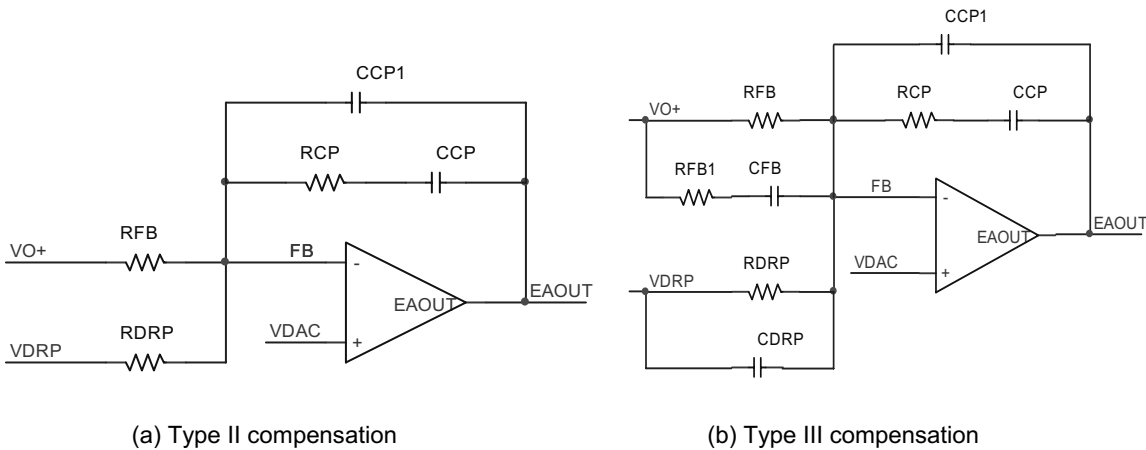 CCP1
RCP
CCP
VO+
RFB
FB
-
EAOUT
EAOUT
VDAC
+
VDRP
RDRP
(a) Type II compensation
CCP1
VO+
RFB
RCP
CCP
RFB1
CFB
FB
-
EAOUT
EAOUT
VDAC
+
VDRP
RDRP
CDRP
(b) Type III compensation